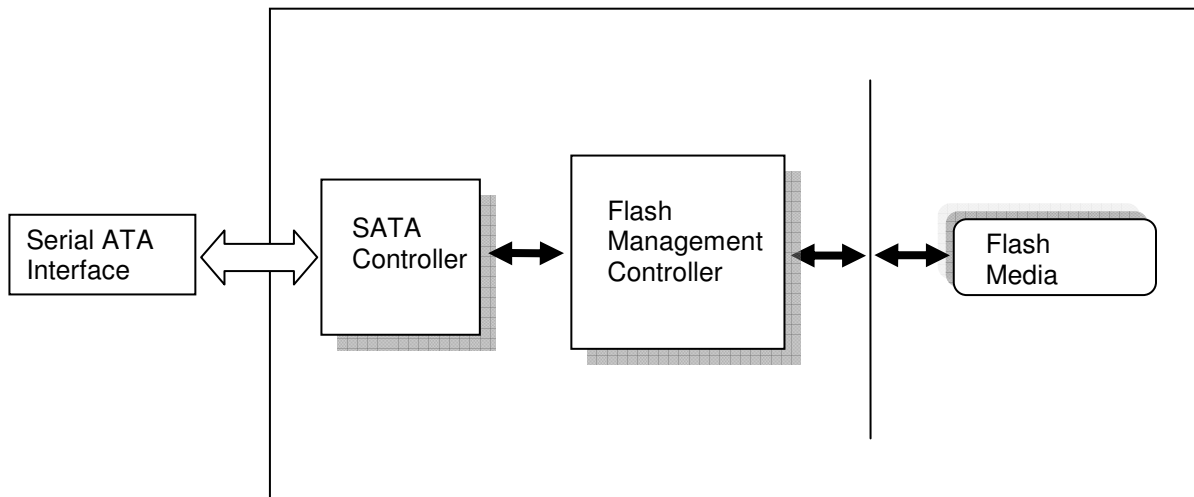 Serial ATA
Interface
SATA
Controller
Flash
Management
Controller
Flash
Media